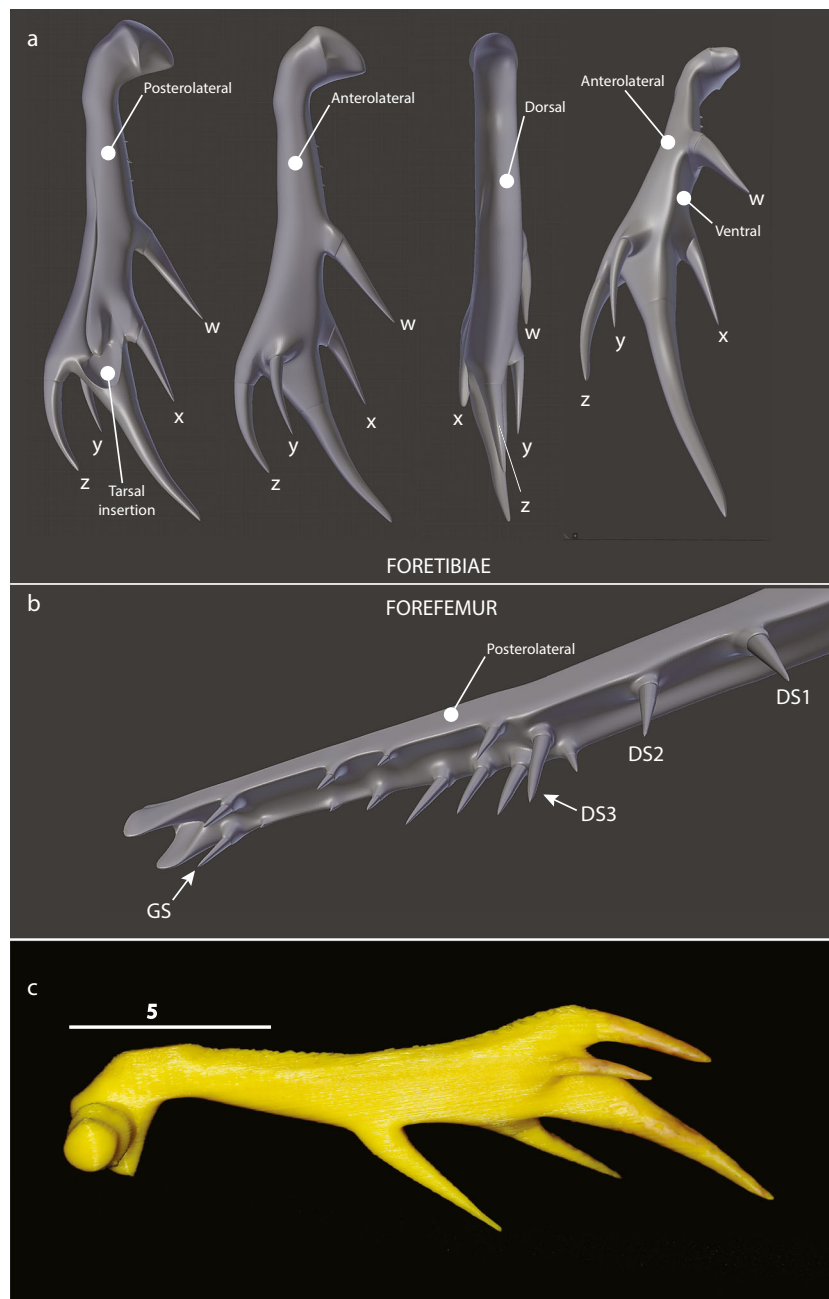 a
Posterolateral
w
x
y
z
Tarsal
insertion
Anterolateral
w
x
y
z
Dorsal
w
x
y
z
Anterolateral
w
Ventral
x
y
z
FORETIBIAE
b
FOREFEMUR
Posterolateral
DS1
DS2
DS3
GS
c
5